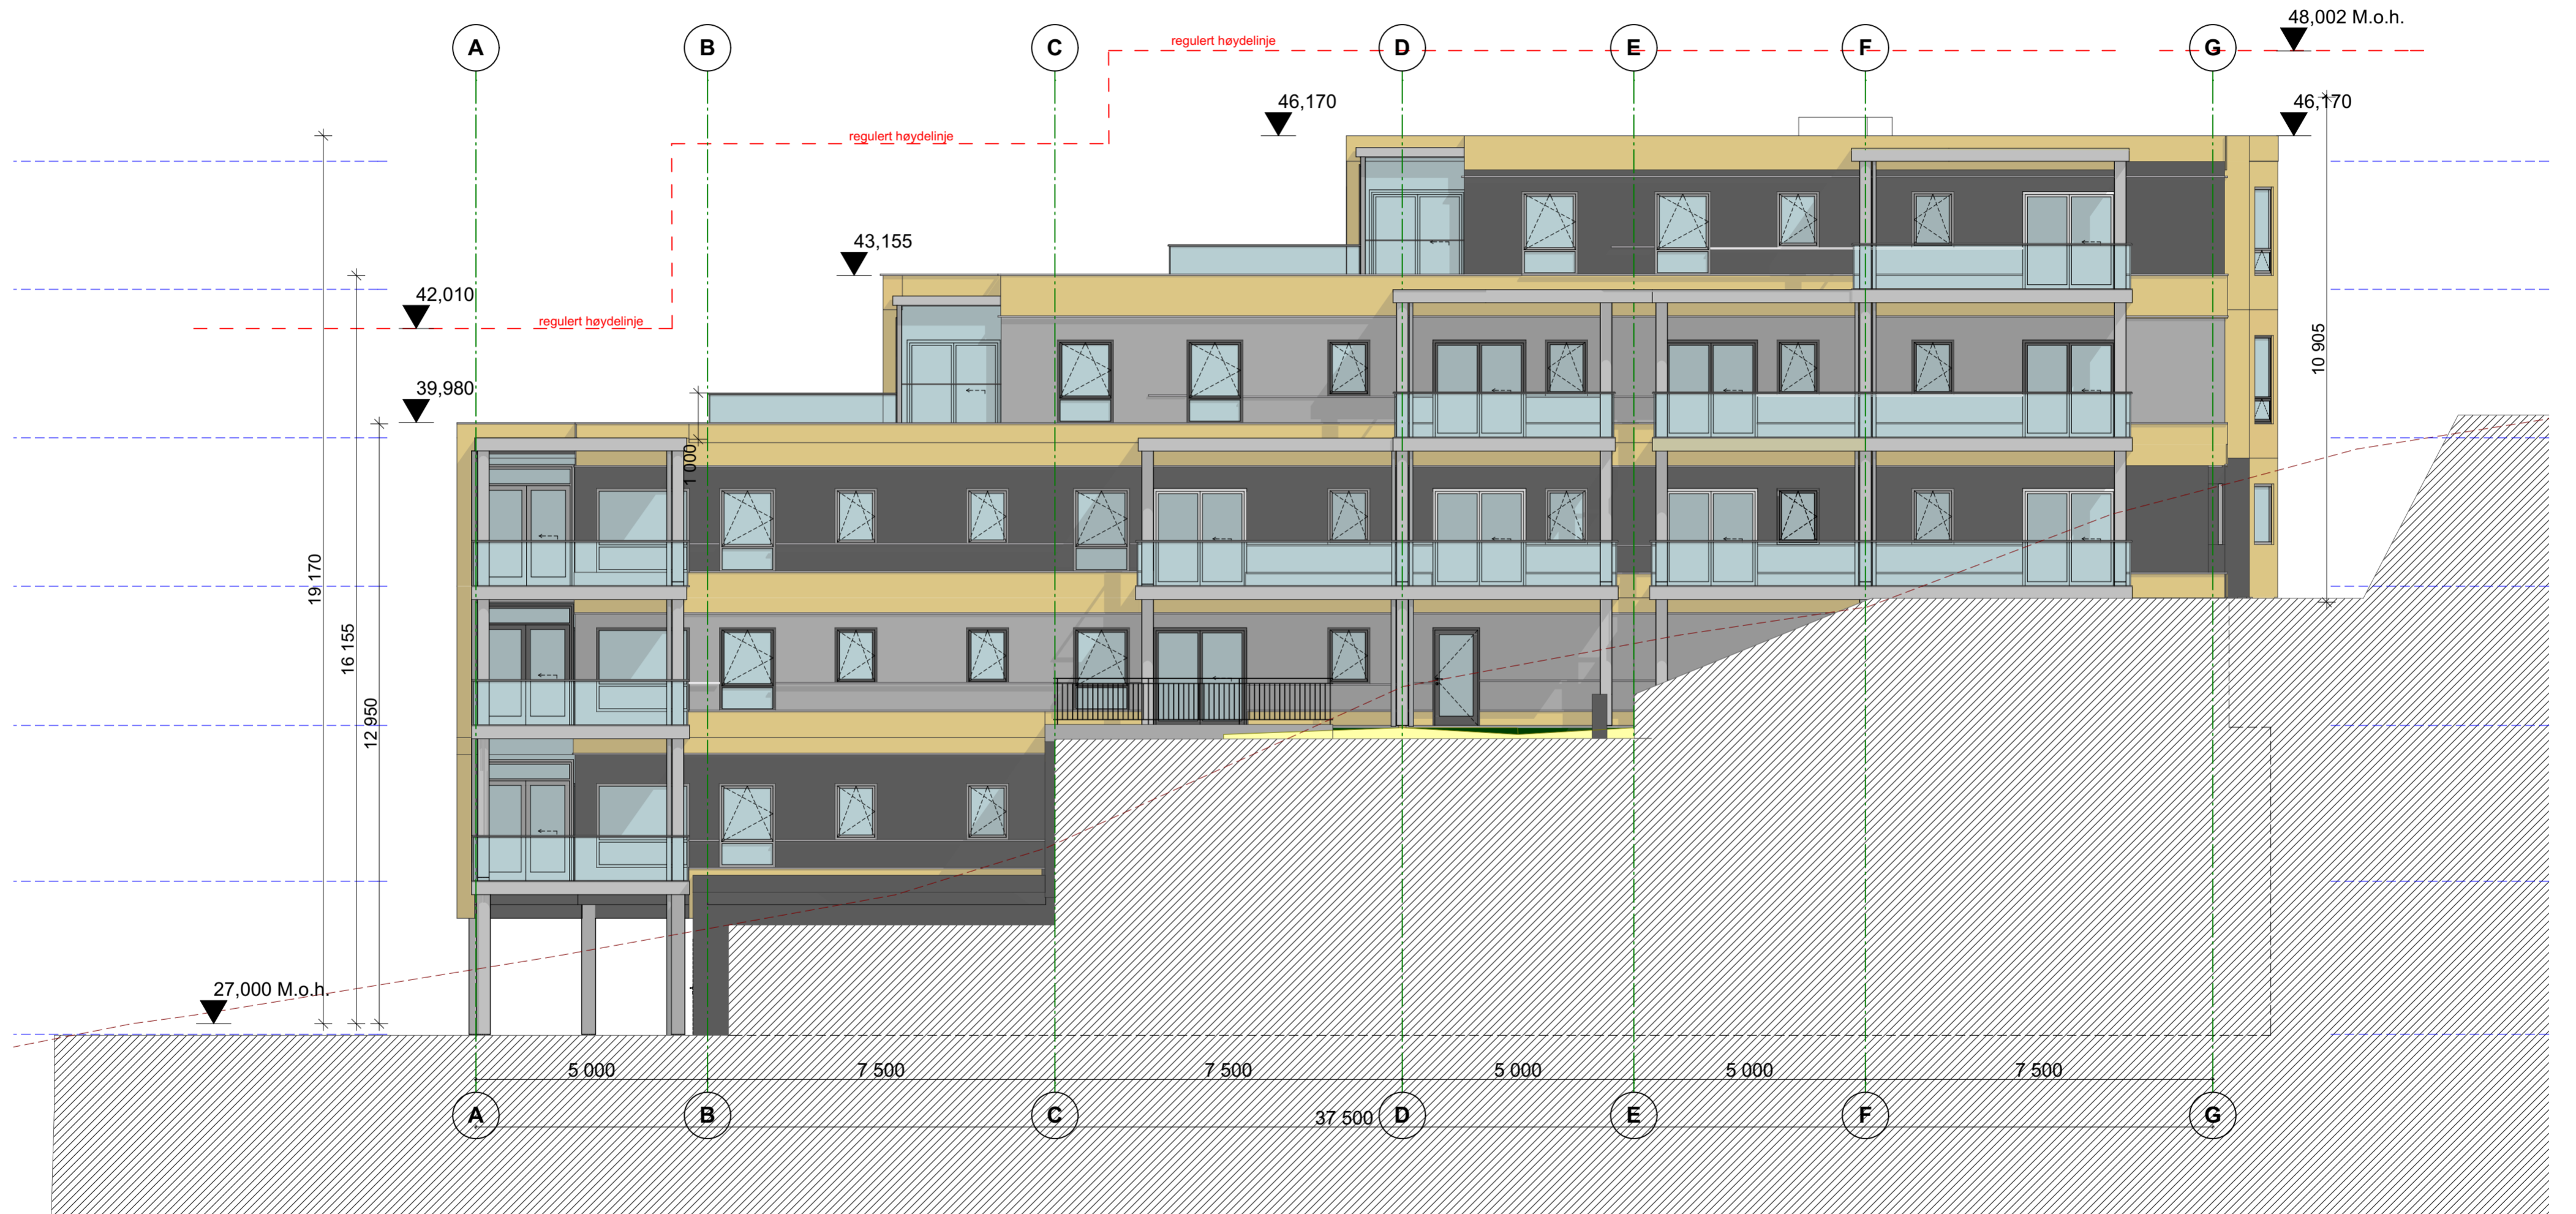 48,002 M.o.h.
A
B
C
D
E
F
G
regulert høydelinje
46,170
46,170
regulert høydelinje
43,155
42,010
regulert høydelinje
39,980
10 905
1 000
19 170
16 155
12 950
27,000 M.o.h.
5 000
7 500
7 500
5 000
5 000
7 500
A
B
C
37 500
D
E
F
G